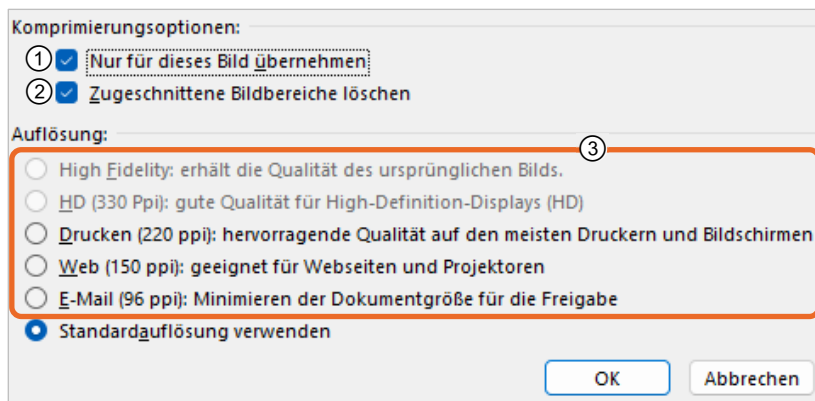 Komprimierungsoptionen:
① Nur für dieses Bild übernehmen
② Zugeschnittene Bildbereiche löschen
Auflösung:
③
High Fidelity: erhält die Qualität des ursprünglichen Bilds.
HD (330 Ppi): gute Qualität für High-Definition-Displays (HD)
Drucken (220 ppi): hervorragende Qualität auf den meisten Druckern und Bildschirmen
Web (150 ppi): geeignet für Webseiten und Projektoren
E-Mail (96 ppi): Minimieren der Dokumentgröße für die Freigabe
Standardauflösung verwenden
OK Abbrechen